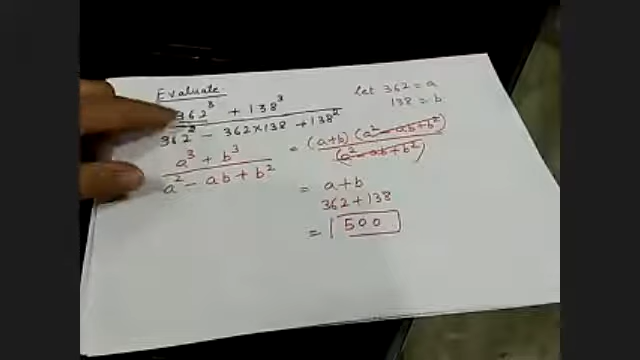 Evaluate
362³ + 138³
362² - 362×138 + 138²
let 362 = a
138 = b
a³ + b³
a² - ab + b²
= (a+b) (a² - ab + b²)
(a² - ab + b²)
= a+b
362 + 138
= 500